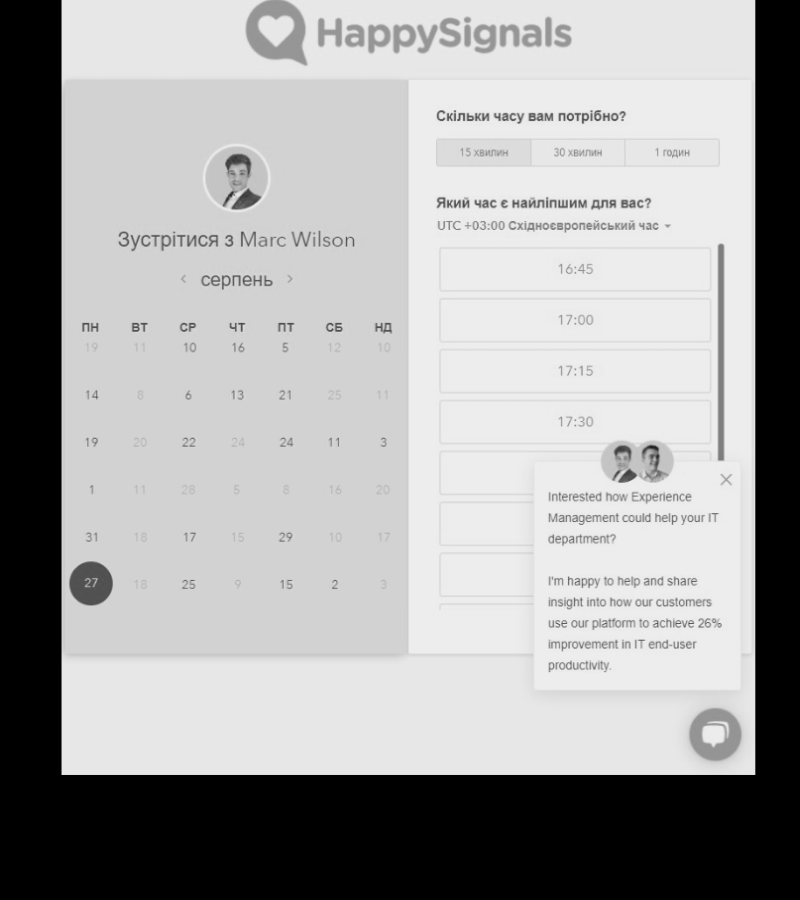 HappySignals
Зустрітися з Marc Wilson
серпень
ПН ВТ СР ЧТ ПТ СБ НД
19 11 10 16 5 12 10
14 8 6 13 21 25 11
19 20 22 24 24 11 3
1 11 28 5 8 16 20
31 18 17 15 29 10 17
27 18 25 9 15 2 3
Скільки часу вам потрібно?
15 хвилин 30 хвилин 1 годин
Який час є найліпшим для вас?
UTC +03:00 Східноєвропейський час
16:45
17:00
17:15
17:30
Interested how Experience
Management could help your IT
department?
I'm happy to help and share
insight into how our customers
use our platform to achieve 26%
improvement in IT end-user
productivity.